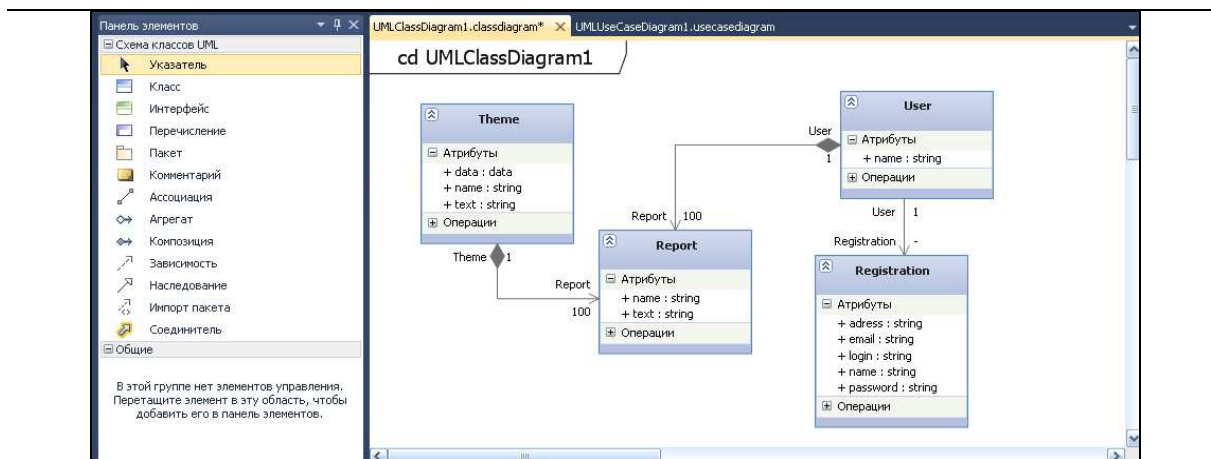 Панель элементов
Схема классов UML
Указатель
Класс
Интерфейс
Перечисление
Пакет
Комментарий
Ассоциация
Агрегат
Композиция
Зависимость
Наследование
Импорт пакета
Соединитель
Общие
В этой группе нет элементов управления.
Перетащите элемент в эту область, чтобы
добавить его в панель элементов.
UMLClassDiagram1.classdiagram* UMLUseCaseDiagram1.usecasediagram
cd UMLClassDiagram1
Theme
Атрибуты
+ data : data
+ name : string
+ text : string
Операции
Theme 1
Report
100
User
1
Report 100
Report
Атрибуты
+ name : string
+ text : string
Операции
User
Атрибуты
+ name : string
Операции
User 1
Registration -
Registration
Атрибуты
+ adress : string
+ email : string
+ login : string
+ name : string
+ password : string
Операции